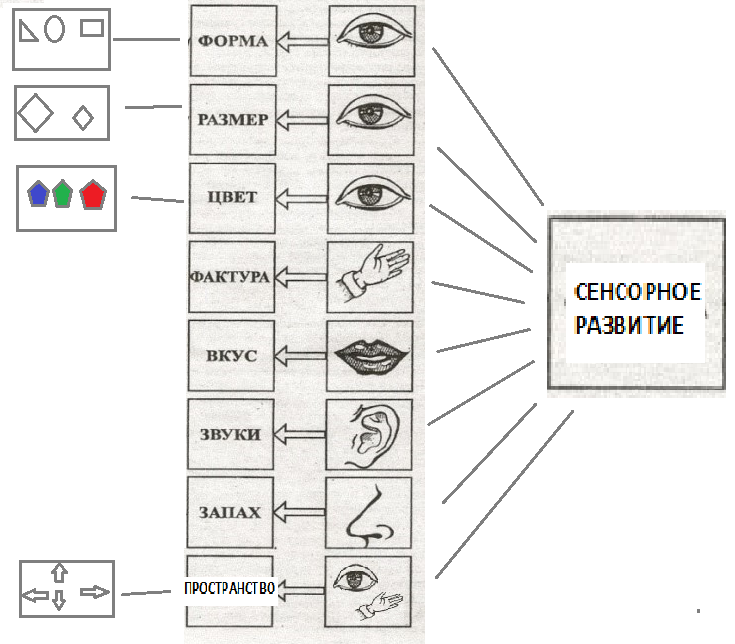 ФОРМА
РАЗМЕР
ЦВЕТ
ФАКТУРА
ВКУС
ЗВУКИ
ЗАПАХ
ПРОСТРАНСТВО
СЕНСОРНОЕ
РАЗВИТИЕ